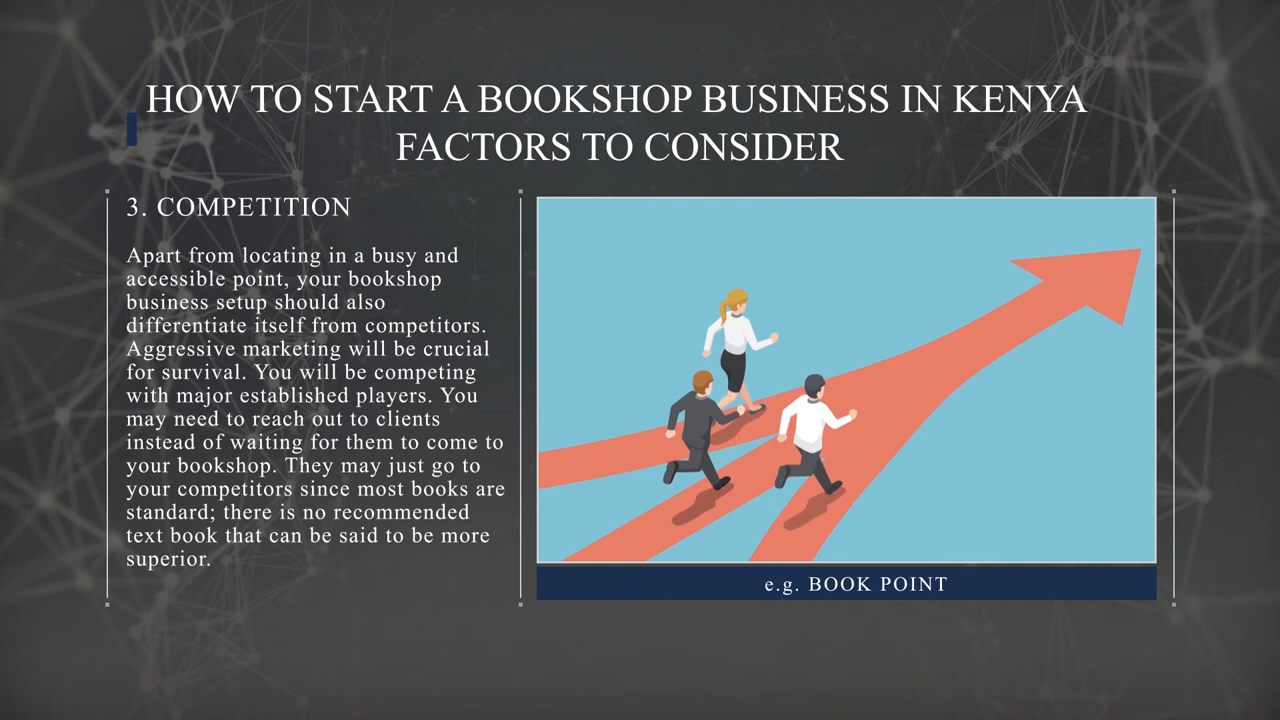 HOW TO START A BOOKSHOP BUSINESS IN KENYA
FACTORS TO CONSIDER
3. COMPETITION
Apart from locating in a busy and
accessible point, your bookshop
business setup should also
differentiate itself from competitors.
Aggressive marketing will be crucial
for survival. You will be competing
with major established players. You
may need to reach out to clients
instead of waiting for them to come to
your bookshop. They may just go to
your competitors since most books are
standard; there is no recommended
text book that can be said to be more
superior.
e.g. BOOK POINT